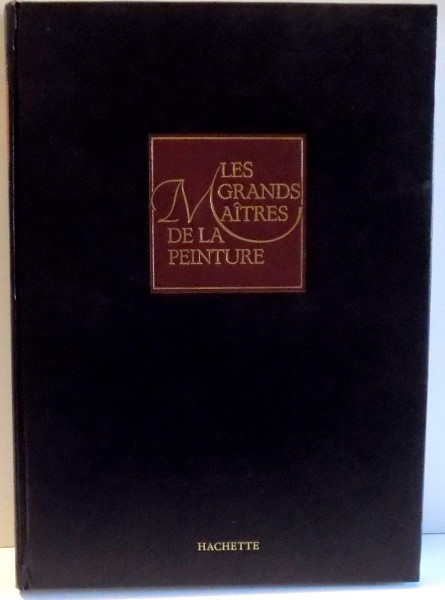 LES
GRANDS
MAÎTRES
DE LA
PEINTURE
HACHETTE